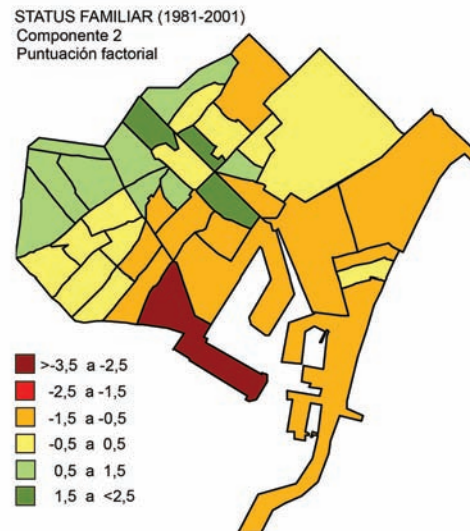 STATUS FAMILIAR (1981-2001)
Componente 2
Puntuación factorial
>-3,5 a -2,5
-2,5 a -1,5
-1,5 a -0,5
-0,5 a 0,5
0,5 a 1,5
1,5 a <2,5